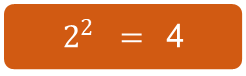 2² = 4